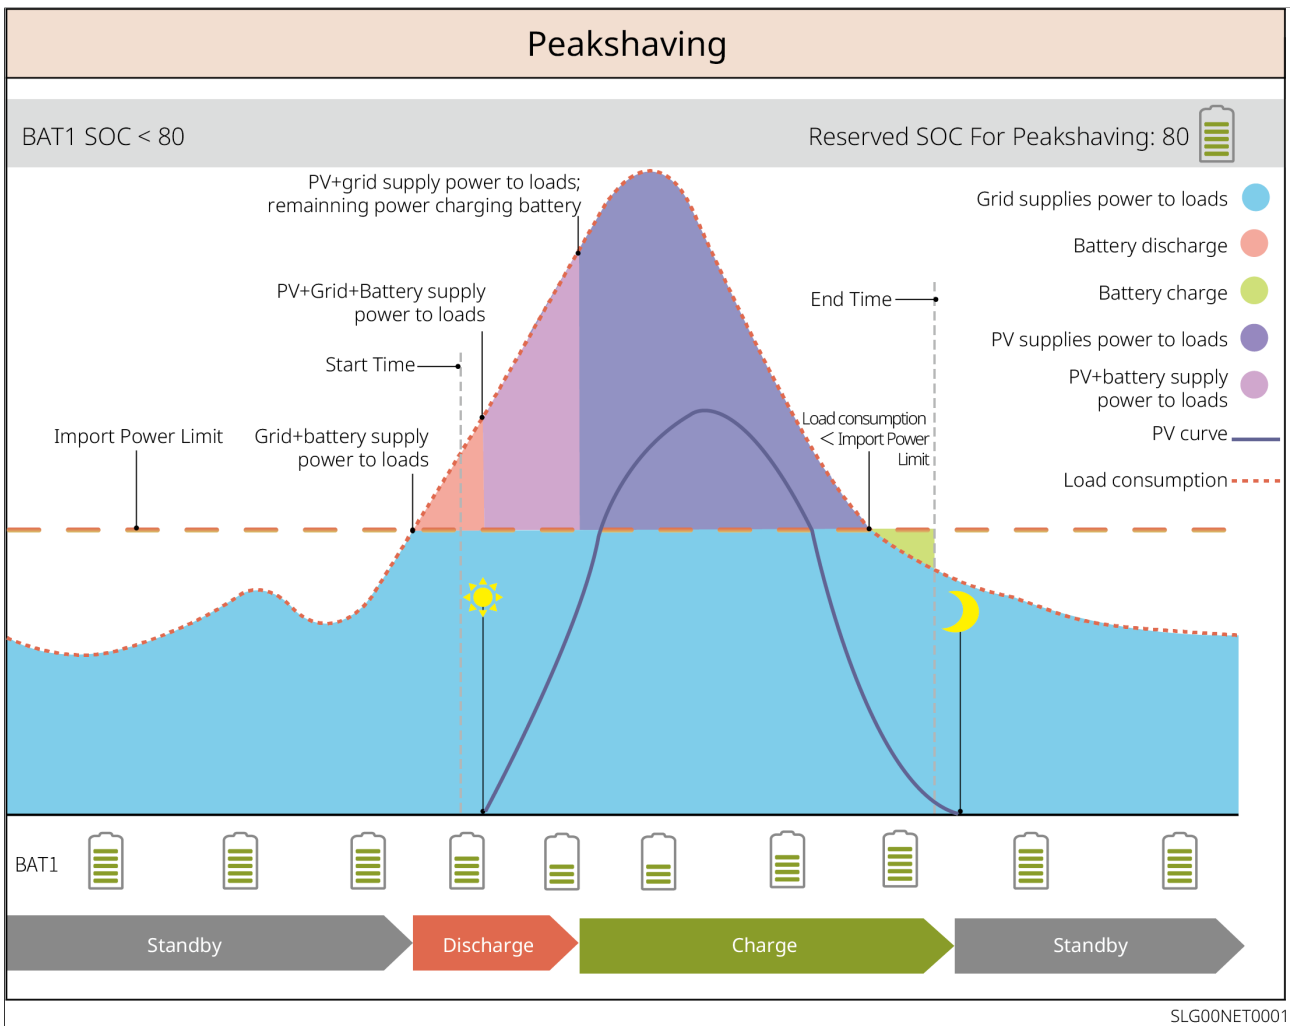 Peakshaving
BAT1 SOC < 80
Reserved SOC For Peakshaving: 80
PV+grid supply power to loads;
remainning power charging battery
Grid supplies power to loads
Battery discharge
PV+Grid+Battery supply
power to loads
End Time
Battery charge
PV supplies power to loads
Start Time
PV+battery supply
power to loads
Import Power Limit
Grid+battery supply
power to loads
Load consumption
< Import Power
Limit
PV curve
Load consumption
BAT1
Standby
Discharge
Charge
Standby
SLG00NET0001